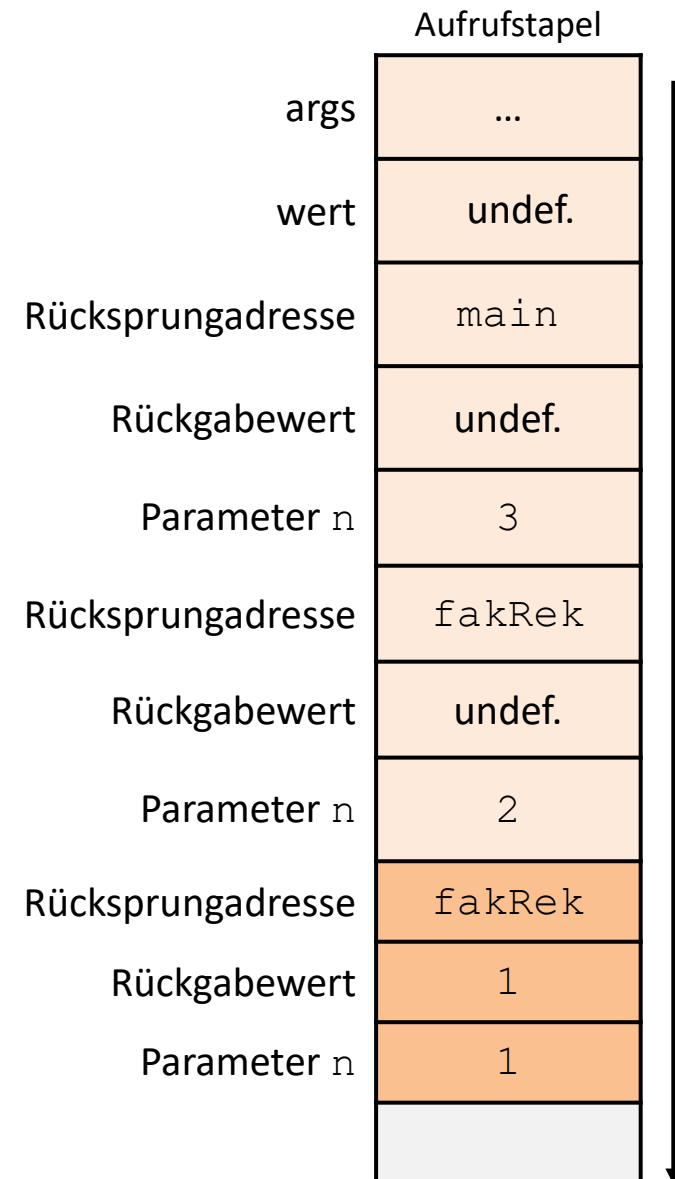 Aufrufstapel
args …
wert undef.
Rücksprungadresse main
Rückgabewert undef.
Parameter n 3
Rücksprungadresse fakRek
Rückgabewert undef.
Parameter n 2
Rücksprungadresse fakRek
Rückgabewert 1
Parameter n 1